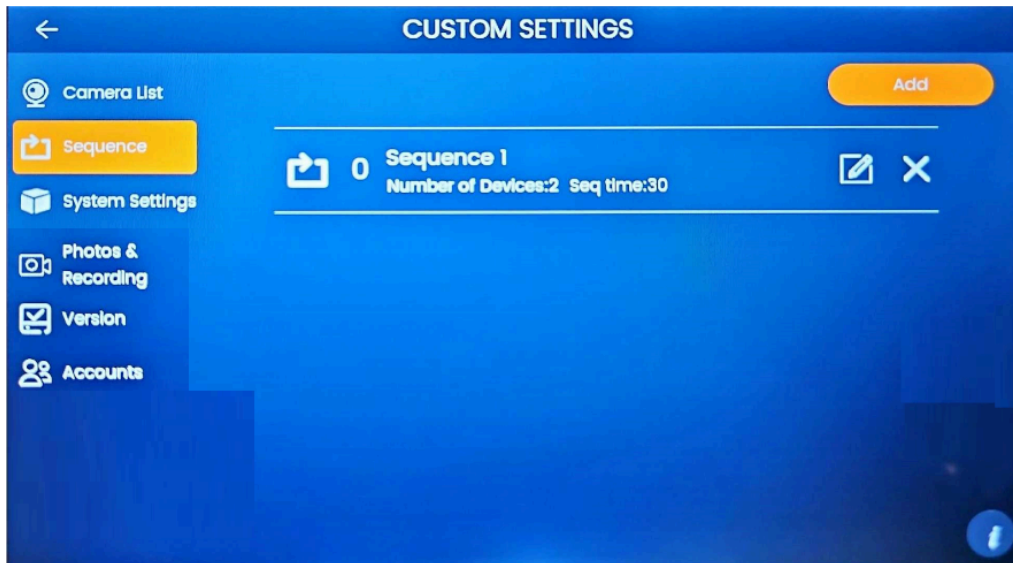 CUSTOM SETTINGS
Camera List
Add
Sequence
0 Sequence 1
Number of Devices:2 Seq time:30
System Settings
Photos &
Recording
Version
Accounts